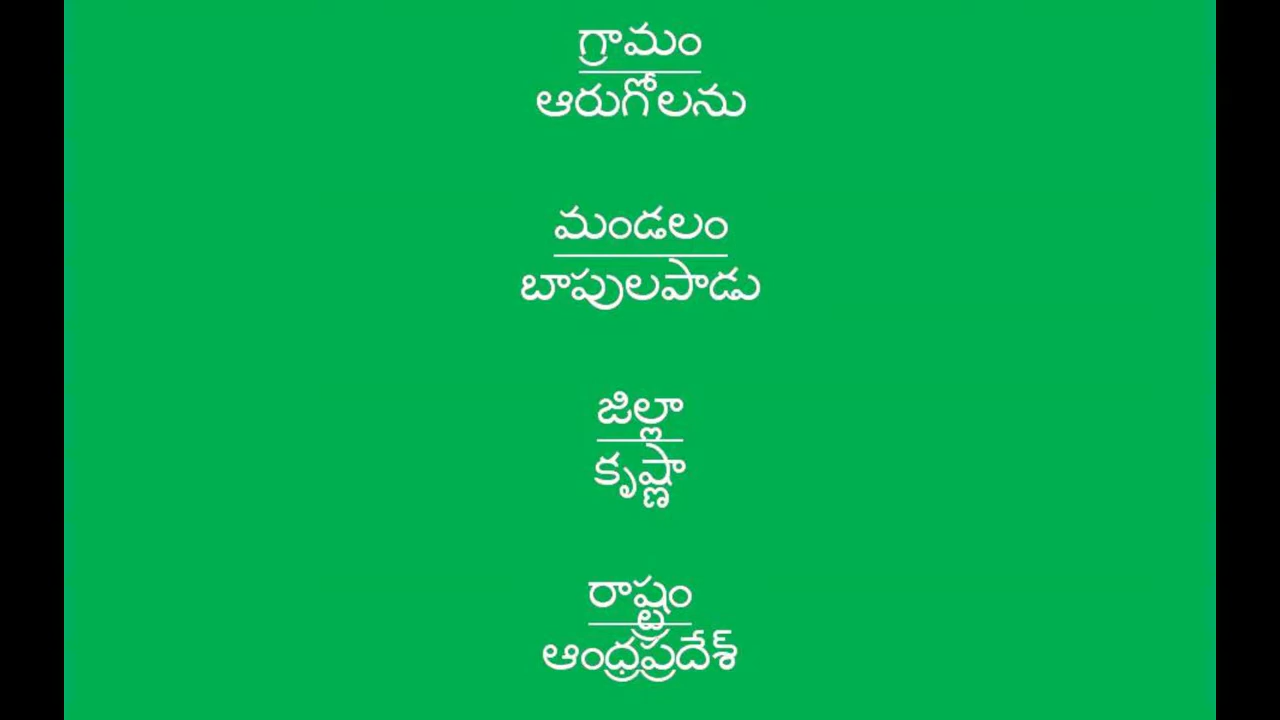 గ్రామం
ఆరుగోలను
మండలం
బాపులపాడు
జిల్లా
కృష్ణా
రాష్ట్రం
ఆంధ్రప్రదేశ్